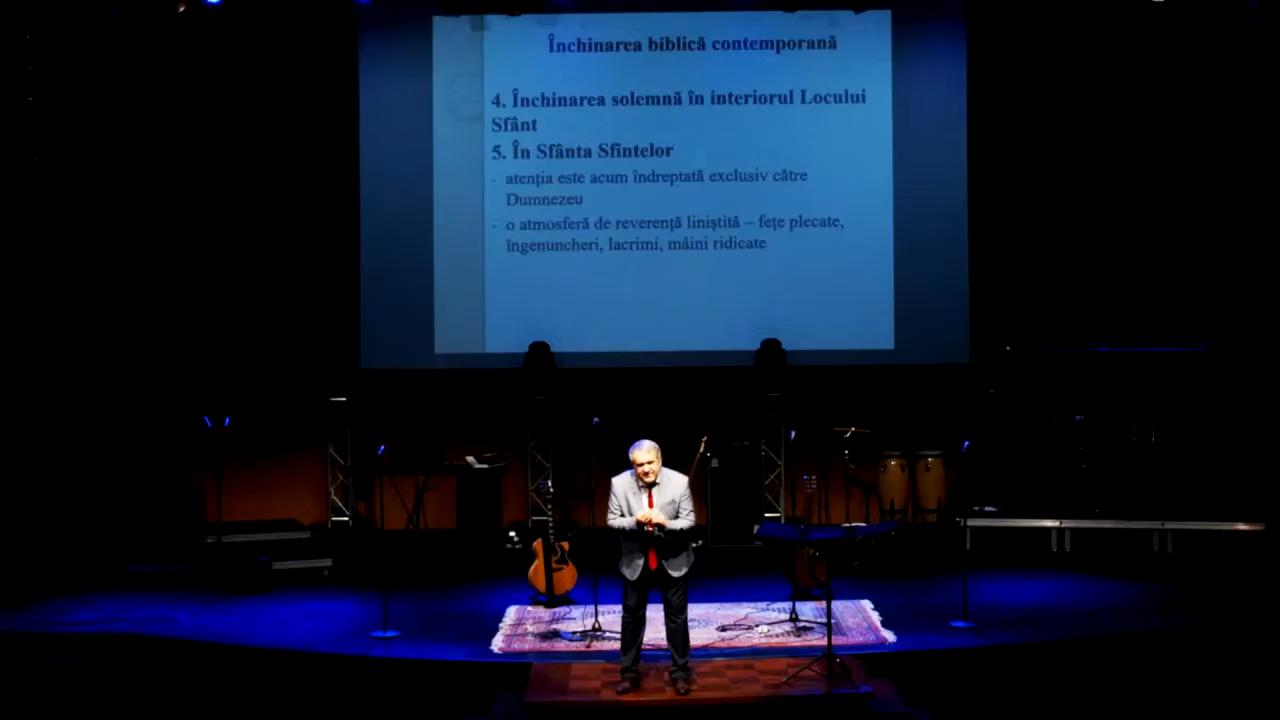 Închinarea biblică contemporană
4. Închinarea solemnă în interiorul Locului
Sfânt
5. În Sfânta Sfintelor
- atenția este acum îndreptată exclusiv către
Dumnezeu
- o atmosferă de reverență liniștită – fețe plecate,
îngenuncheri, lacrimi, mâini ridicate